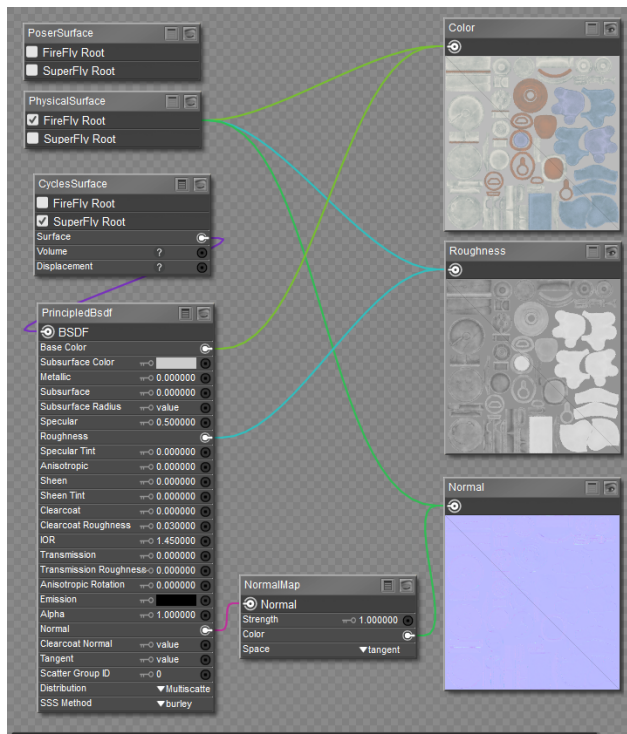 PoserSurface
FireFly Root
SuperFly Root
PhysicalSurface
FireFly Root
SuperFly Root
CyclesSurface
FireFly Root
SuperFly Root
Surface
Volume ?
Displacement ?
PrincipledBsdf
BSDF
Base Color
Subsurface Color
Metallic 0.000000
Subsurface 0.000000
Subsurface Radius value
Specular 0.500000
Roughness
Specular Tint 0.000000
Anisotropic 0.000000
Sheen 0.000000
Sheen Tint 0.000000
Clearcoat 0.000000
Clearcoat Roughness 0.030000
IOR 1.450000
Transmission 0.000000
Transmission Roughness 0.000000
Anisotropic Rotation 0.000000
Emission
Alpha 1.000000
Normal
Clearcoat Normal value
Tangent value
Scatter Group ID 0
Distribution Multiscatte
SSS Method burley
NormalMap
Normal
Strength 1.000000
Color
Space tangent
Color
Roughness
Normal